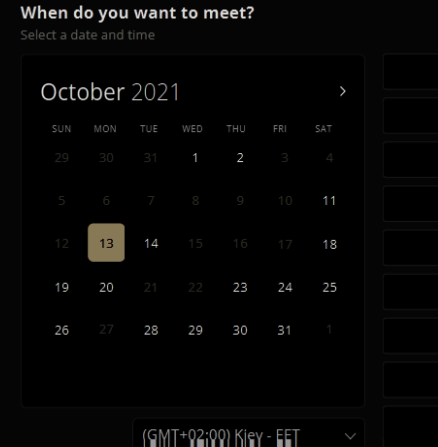 When do you want to meet?
Select a date and time
October 2021
SUN MON TUE WED THU FRI SAT
29 30 31 1 2 3 4
5 6 7 8 9 10 11
12 13 14 15 16 17 18
19 20 21 22 23 24 25
26 27 28 29 30 31 1
(GMT+02:00) Kiev - EET